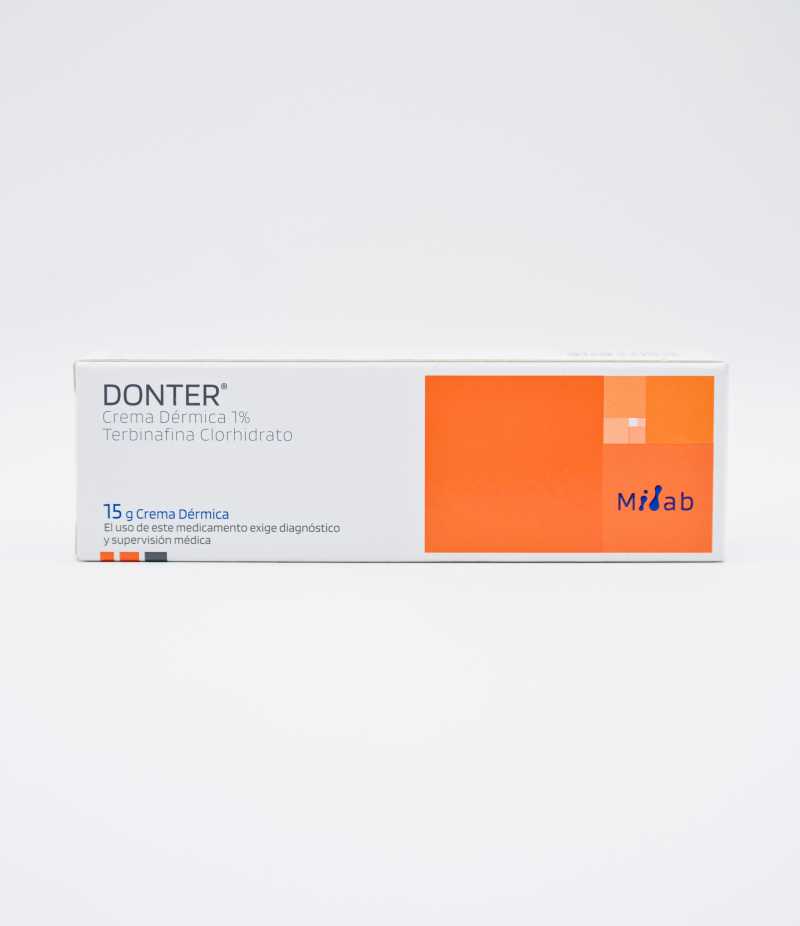 DONTER®
Crema Dérmica 1%
Terbinafina Clorhidrato
15 g Crema Dérmica
El uso de este medicamento exige diagnóstico
y supervisión médica
Milab